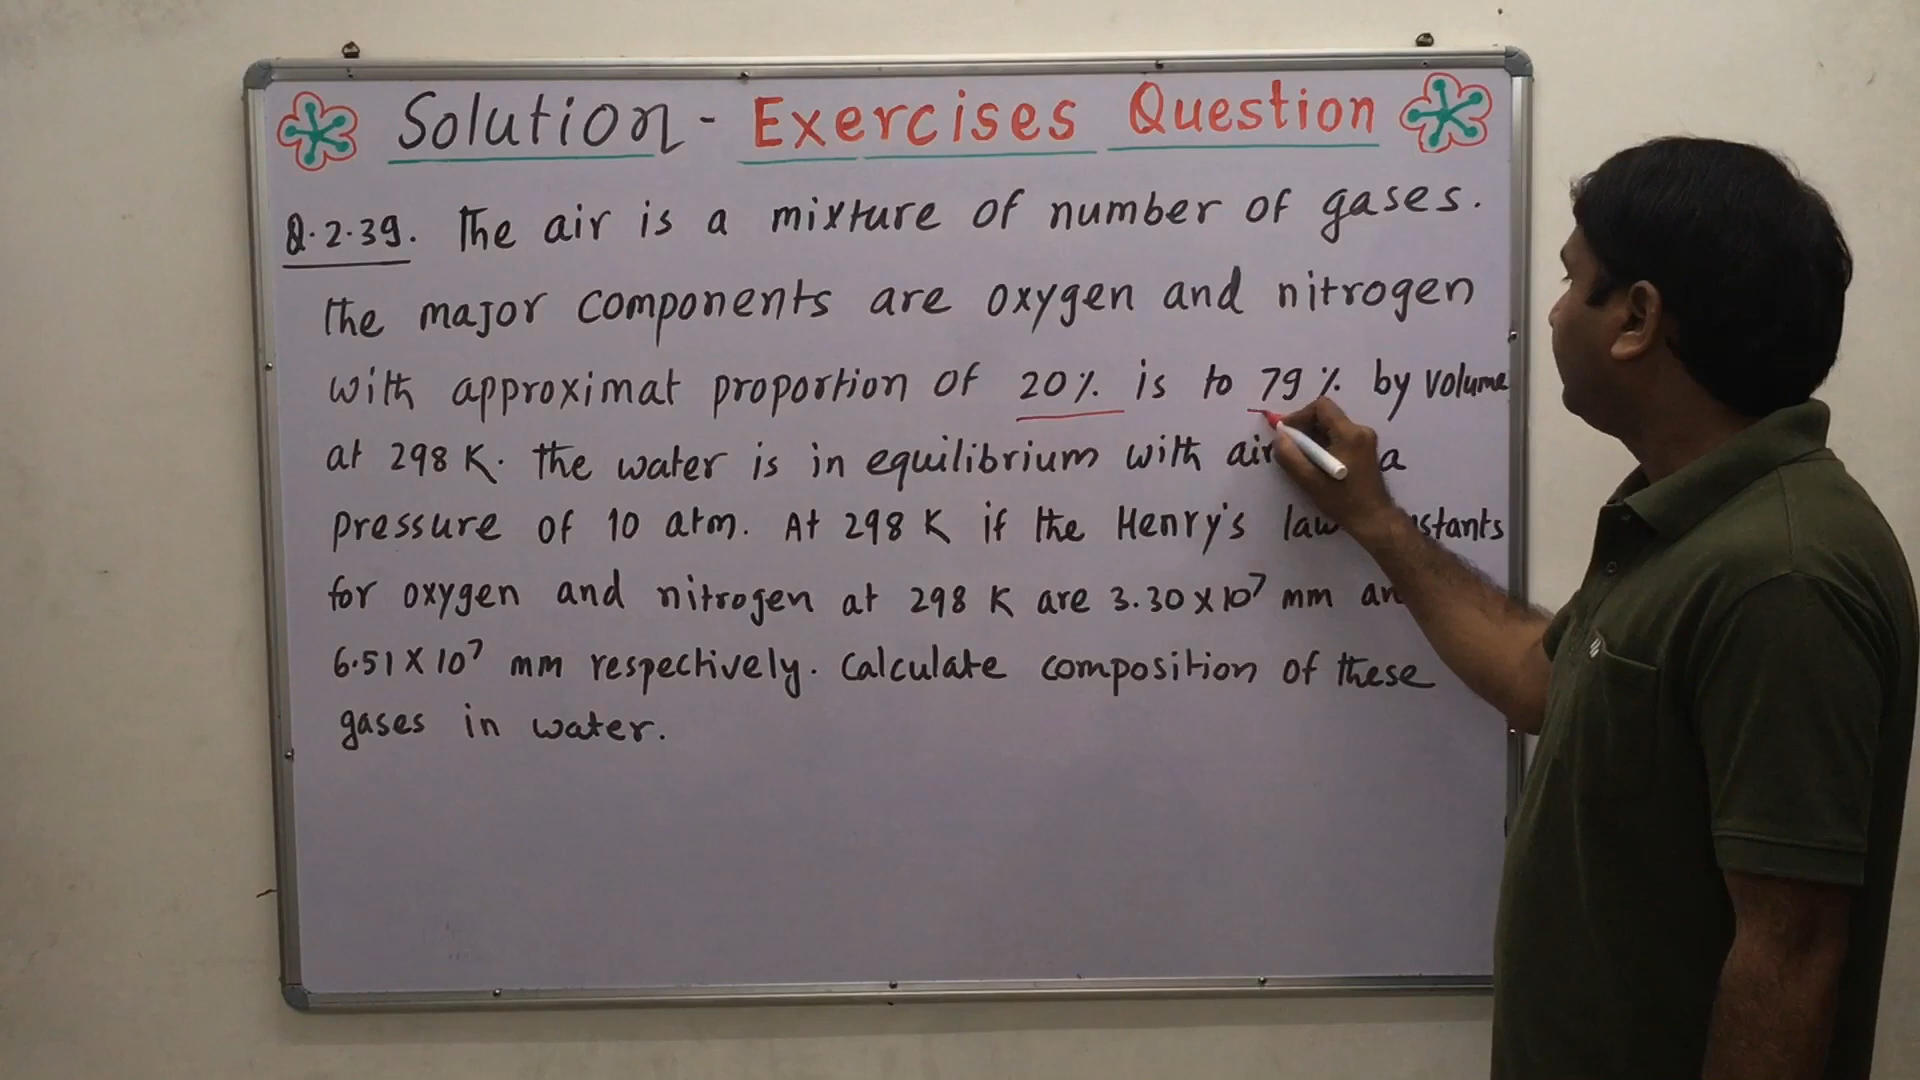 Solution - Exercises Question
Q.2.39. The air is a mixture of number of gases.
The major components are oxygen and nitrogen
with approximat proportion of 20% is to 79% by volume
at 298 K. The water is in equilibrium with air a
pressure of 10 atm. At 298 K if the Henry's law
for oxygen and nitrogen at 298 K are 3.30 X 10⁷ mm
6.51 X 10⁷ mm respectively. Calculate composition of these
gases in water.